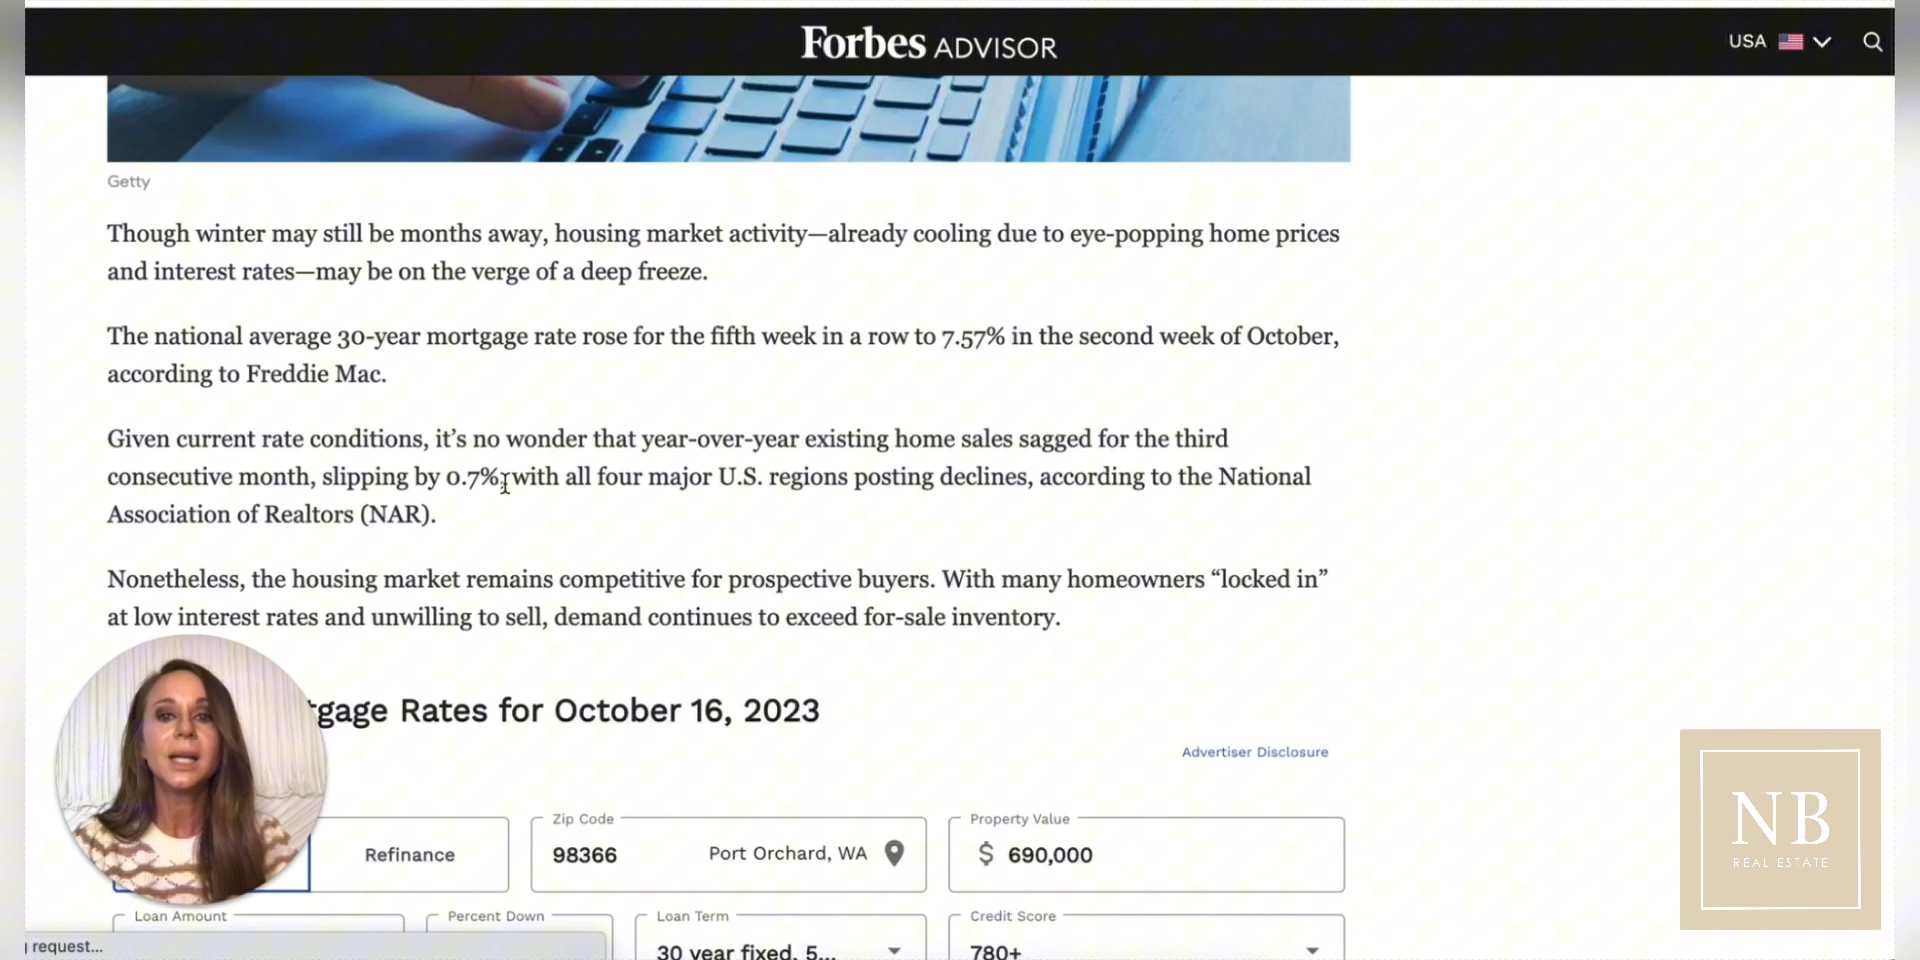 Forbes ADVISOR
USA
Getty
Though winter may still be months away, housing market activity—already cooling due to eye-popping home prices
and interest rates—may be on the verge of a deep freeze.
The national average 30-year mortgage rate rose for the fifth week in a row to 7.57% in the second week of October,
according to Freddie Mac.
Given current rate conditions, it’s no wonder that year-over-year existing home sales sagged for the third
consecutive month, slipping by 0.7% with all four major U.S. regions posting declines, according to the National
Association of Realtors (NAR).
Nonetheless, the housing market remains competitive for prospective buyers. With many homeowners “locked in”
at low interest rates and unwilling to sell, demand continues to exceed for-sale inventory.
tgage Rates for October 16, 2023
Advertiser Disclosure
Refinance
Zip Code
98366 Port Orchard, WA
Property Value
$ 690,000
NB
REAL ESTATE
Loan Amount
Percent Down
Loan Term
30 year fixed, 5...
Credit Score
780+
request...